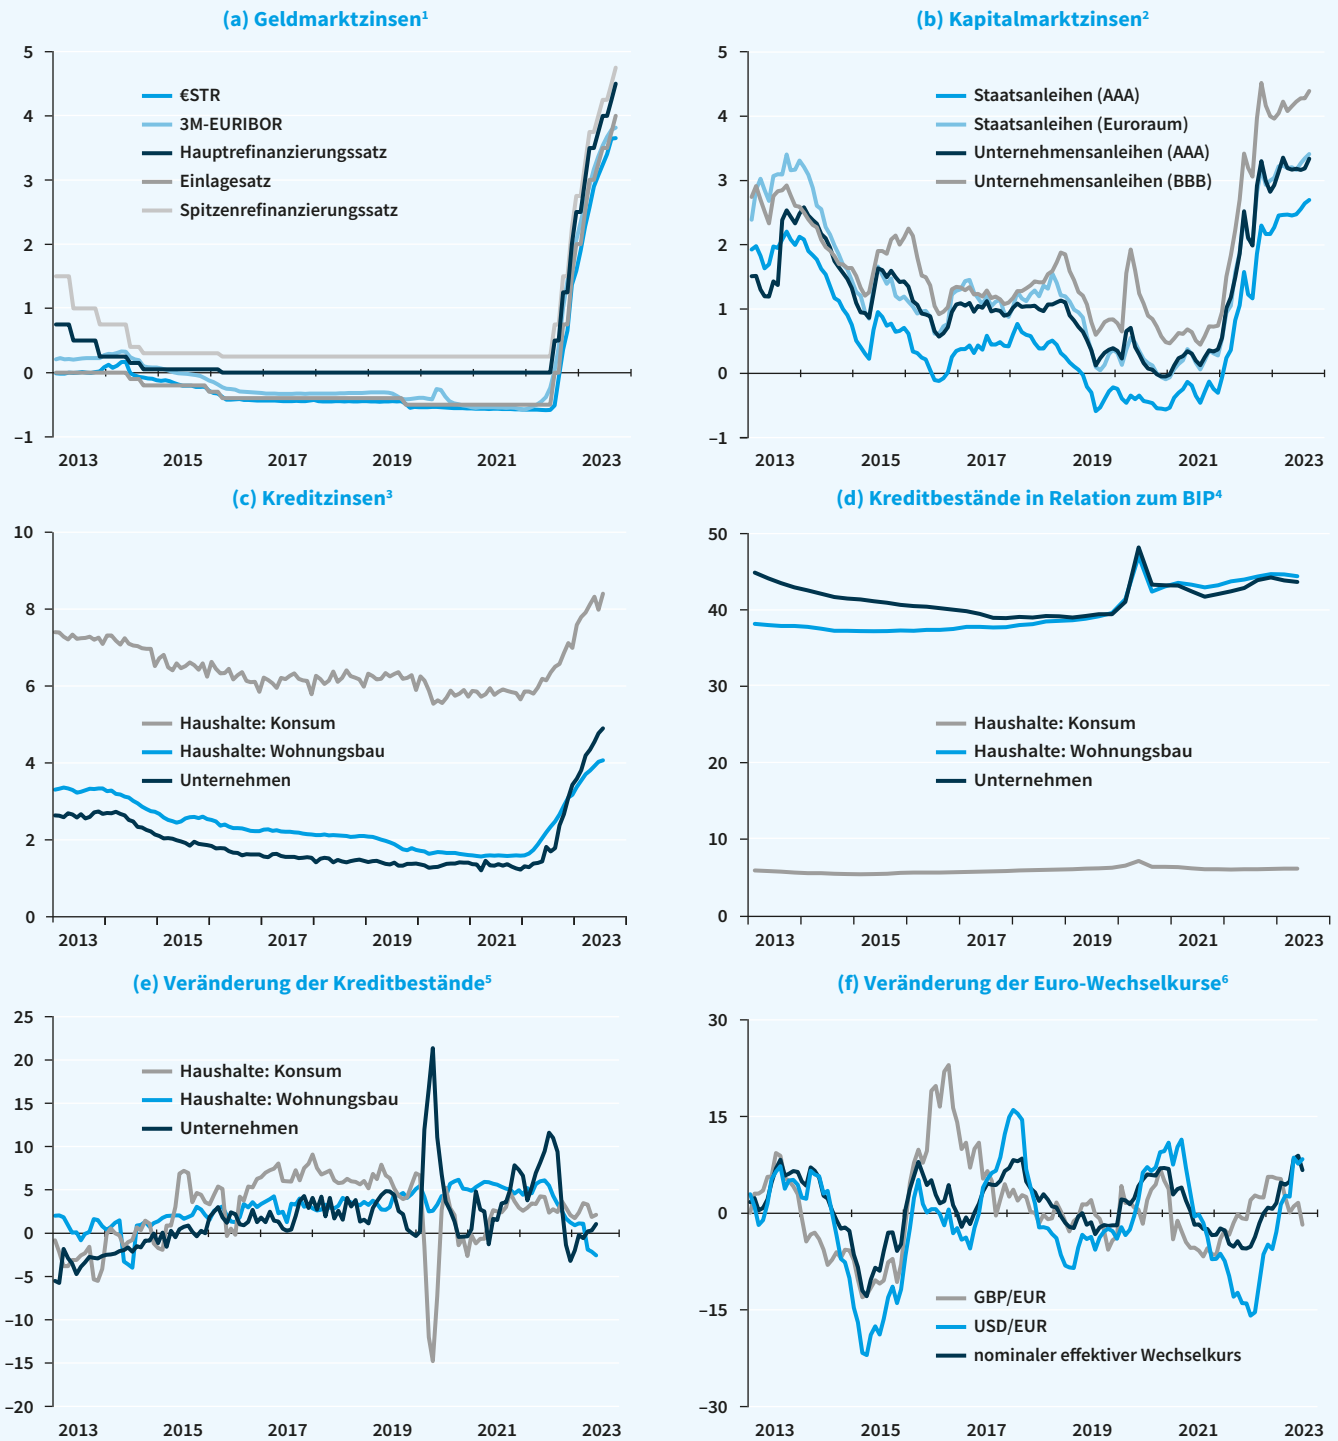 (a) Geldmarktzinsen¹
5
4
3
2
1
0
–1
€STR
3M-EURIBOR
Hauptrefinanzierungssatz
Einlagesatz
Spitzenrefinanzierungssatz
2013 2015 2017 2019 2021 2023
(b) Kapitalmarktzinsen²
5
4
3
2
1
0
–1
Staatsanleihen (AAA)
Staatsanleihen (Euroraum)
Unternehmensanleihen (AAA)
Unternehmensanleihen (BBB)
2013 2015 2017 2019 2021 2023
(c) Kreditzinsen³
10
8
6
4
2
0
Haushalte: Konsum
Haushalte: Wohnungsbau
Unternehmen
2013 2015 2017 2019 2021 2023
(d) Kreditbestände in Relation zum BIP⁴
50
40
30
20
10
0
Haushalte: Konsum
Haushalte: Wohnungsbau
Unternehmen
2013 2015 2017 2019 2021 2023
(e) Veränderung der Kreditbestände⁵
25
20
15
10
5
0
–5
–10
–15
–20
Haushalte: Konsum
Haushalte: Wohnungsbau
Unternehmen
2013 2015 2017 2019 2021 2023
(f) Veränderung der Euro-Wechselkurse⁶
30
15
0
–15
–30
GBP/EUR
USD/EUR
nominaler effektiver Wechselkurs
2013 2015 2017 2019 2021 2023